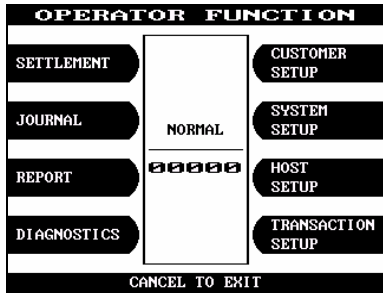 OPERATOR FUNCTION
SETTLEMENT
JOURNAL
REPORT
DIAGNOSTICS
NORMAL
00000
CUSTOMER
SETUP
SYSTEM
SETUP
HOST
SETUP
TRANSACTION
SETUP
CANCEL TO EXIT